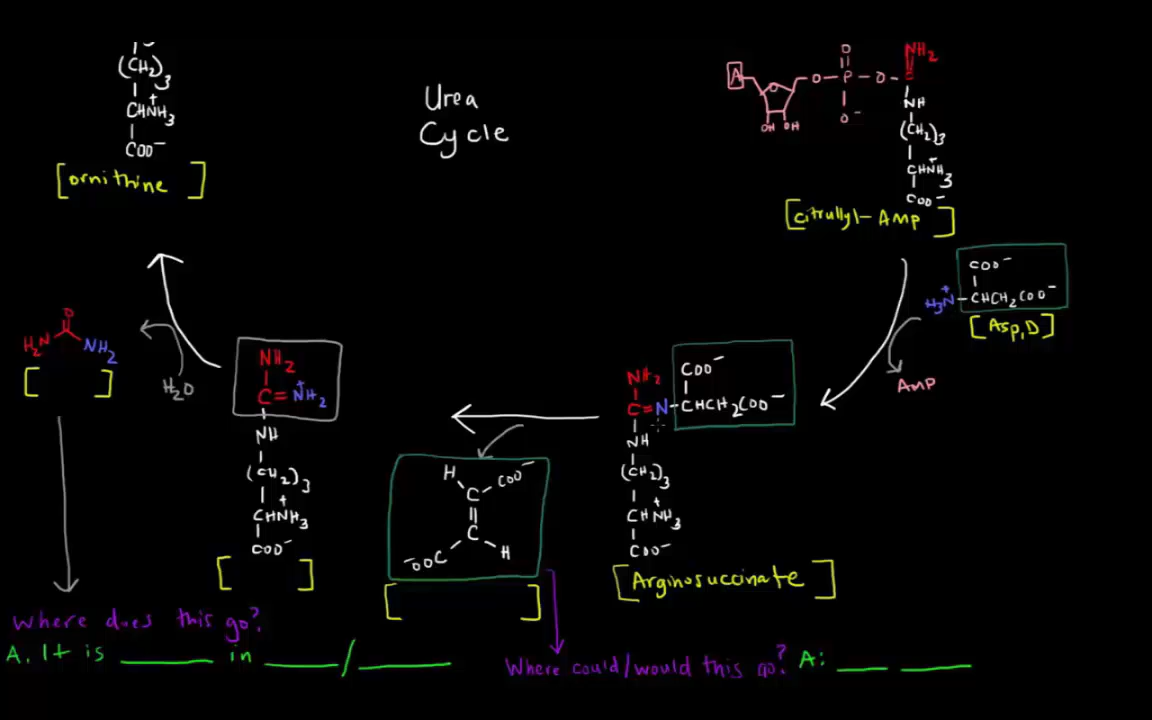 (CH₂)₃
CHNH₃⁺
COO⁻
[ornithine]
Urea
Cycle
A
O
O P O
O⁻
OH OH
NH₂
NH
(CH₂)₃
CHNH₃⁺
COO⁻
[citrullyl-AMP]
COO⁻
H₃N⁺-CHCH₂COO⁻
[Asp, D]
AMP
O
H₂N NH₂
[ ]
H₂O
NH₂
C=NH₂⁺
NH
(CH₂)₃
CHNH₃⁺
COO⁻
[ ]
H COO⁻
C
C
⁻OOC H
[ ]
COO⁻
NH₂
C=N-CHCH₂COO⁻
NH
(CH₂)₃
CHNH₃⁺
COO⁻
[Arginosuccinate]
Where does this go?
A. It is ______ in _____/______
Where could/would this go? A: ____ ______